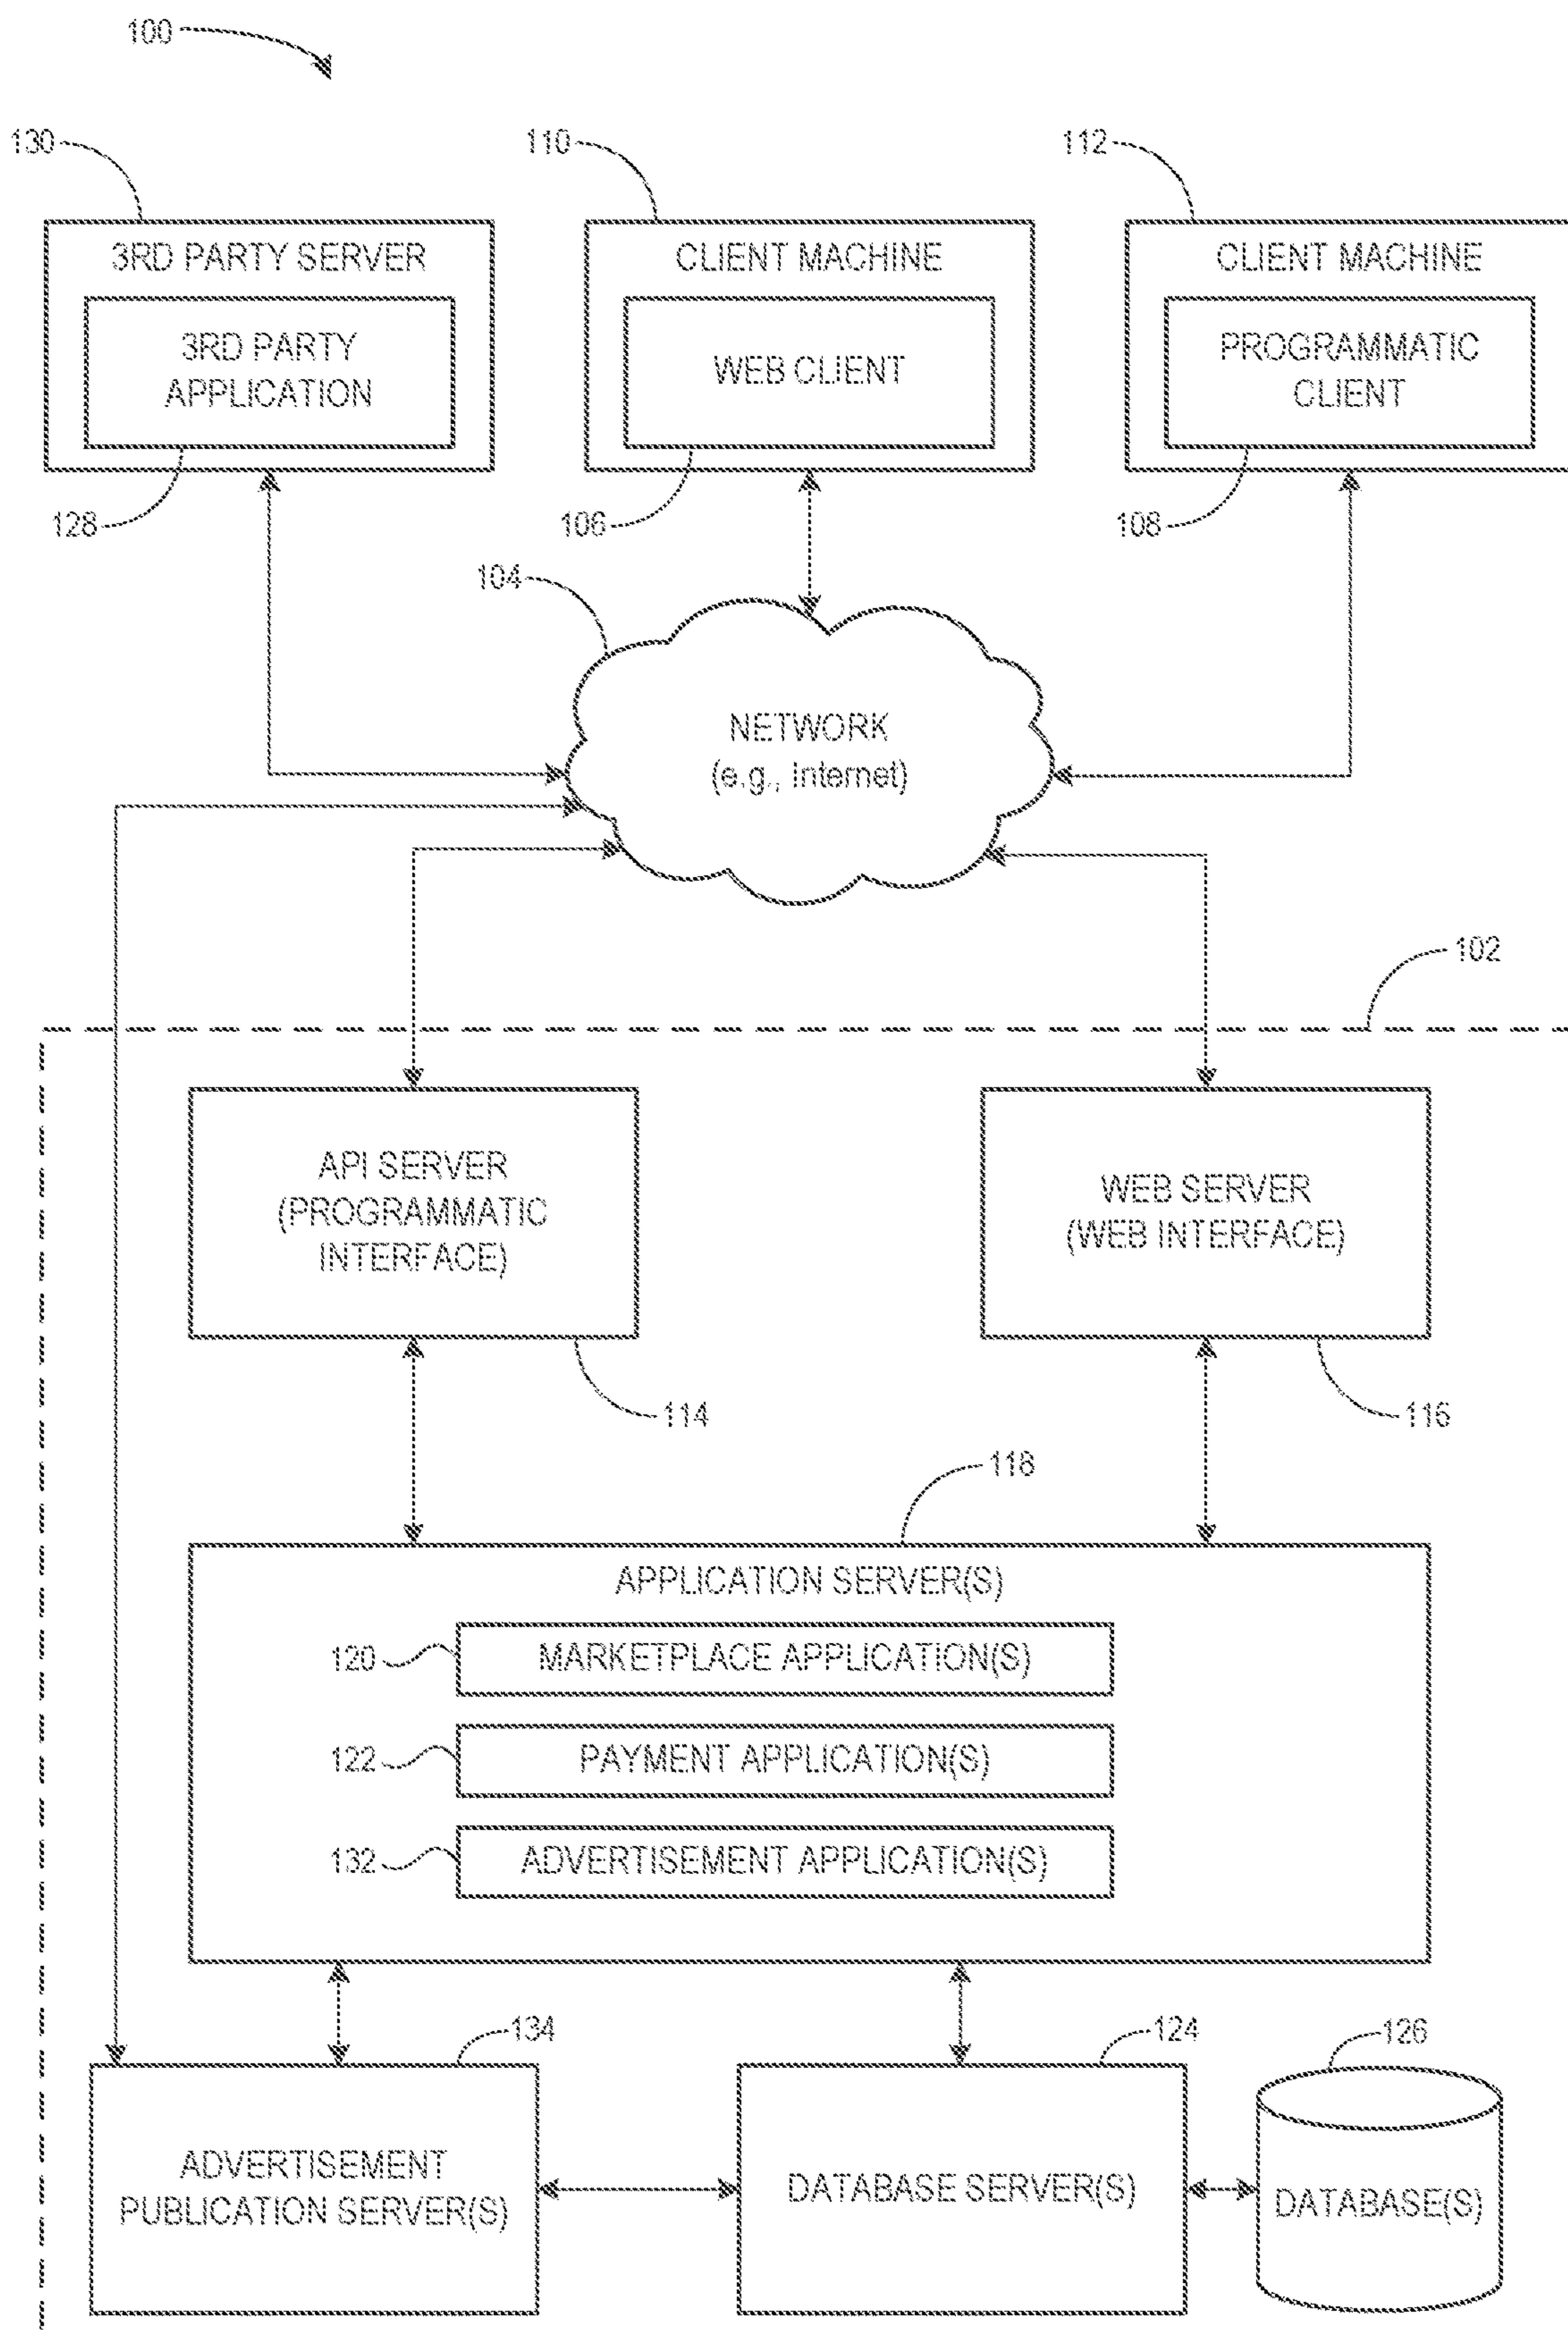 100
130
110
112
3RD PARTY SERVER
CLIENT MACHINE
CLIENT MACHINE
3RD PARTY
APPLICATION
WEB CLIENT
PROGRAMMATIC
CLIENT
128
106
108
104
NETWORK
(e.g., Internet)
102
API SERVER
(PROGRAMMATIC
INTERFACE)
WEB SERVER
(WEB INTERFACE)
114
116
118
APPLICATION SERVER(S)
120
MARKETPLACE APPLICATION(S)
122
PAYMENT APPLICATION(S)
132
ADVERTISEMENT APPLICATION(S)
134
124
126
ADVERTISEMENT
PUBLICATION SERVER(S)
DATABASE SERVER(S)
DATABASE(S)